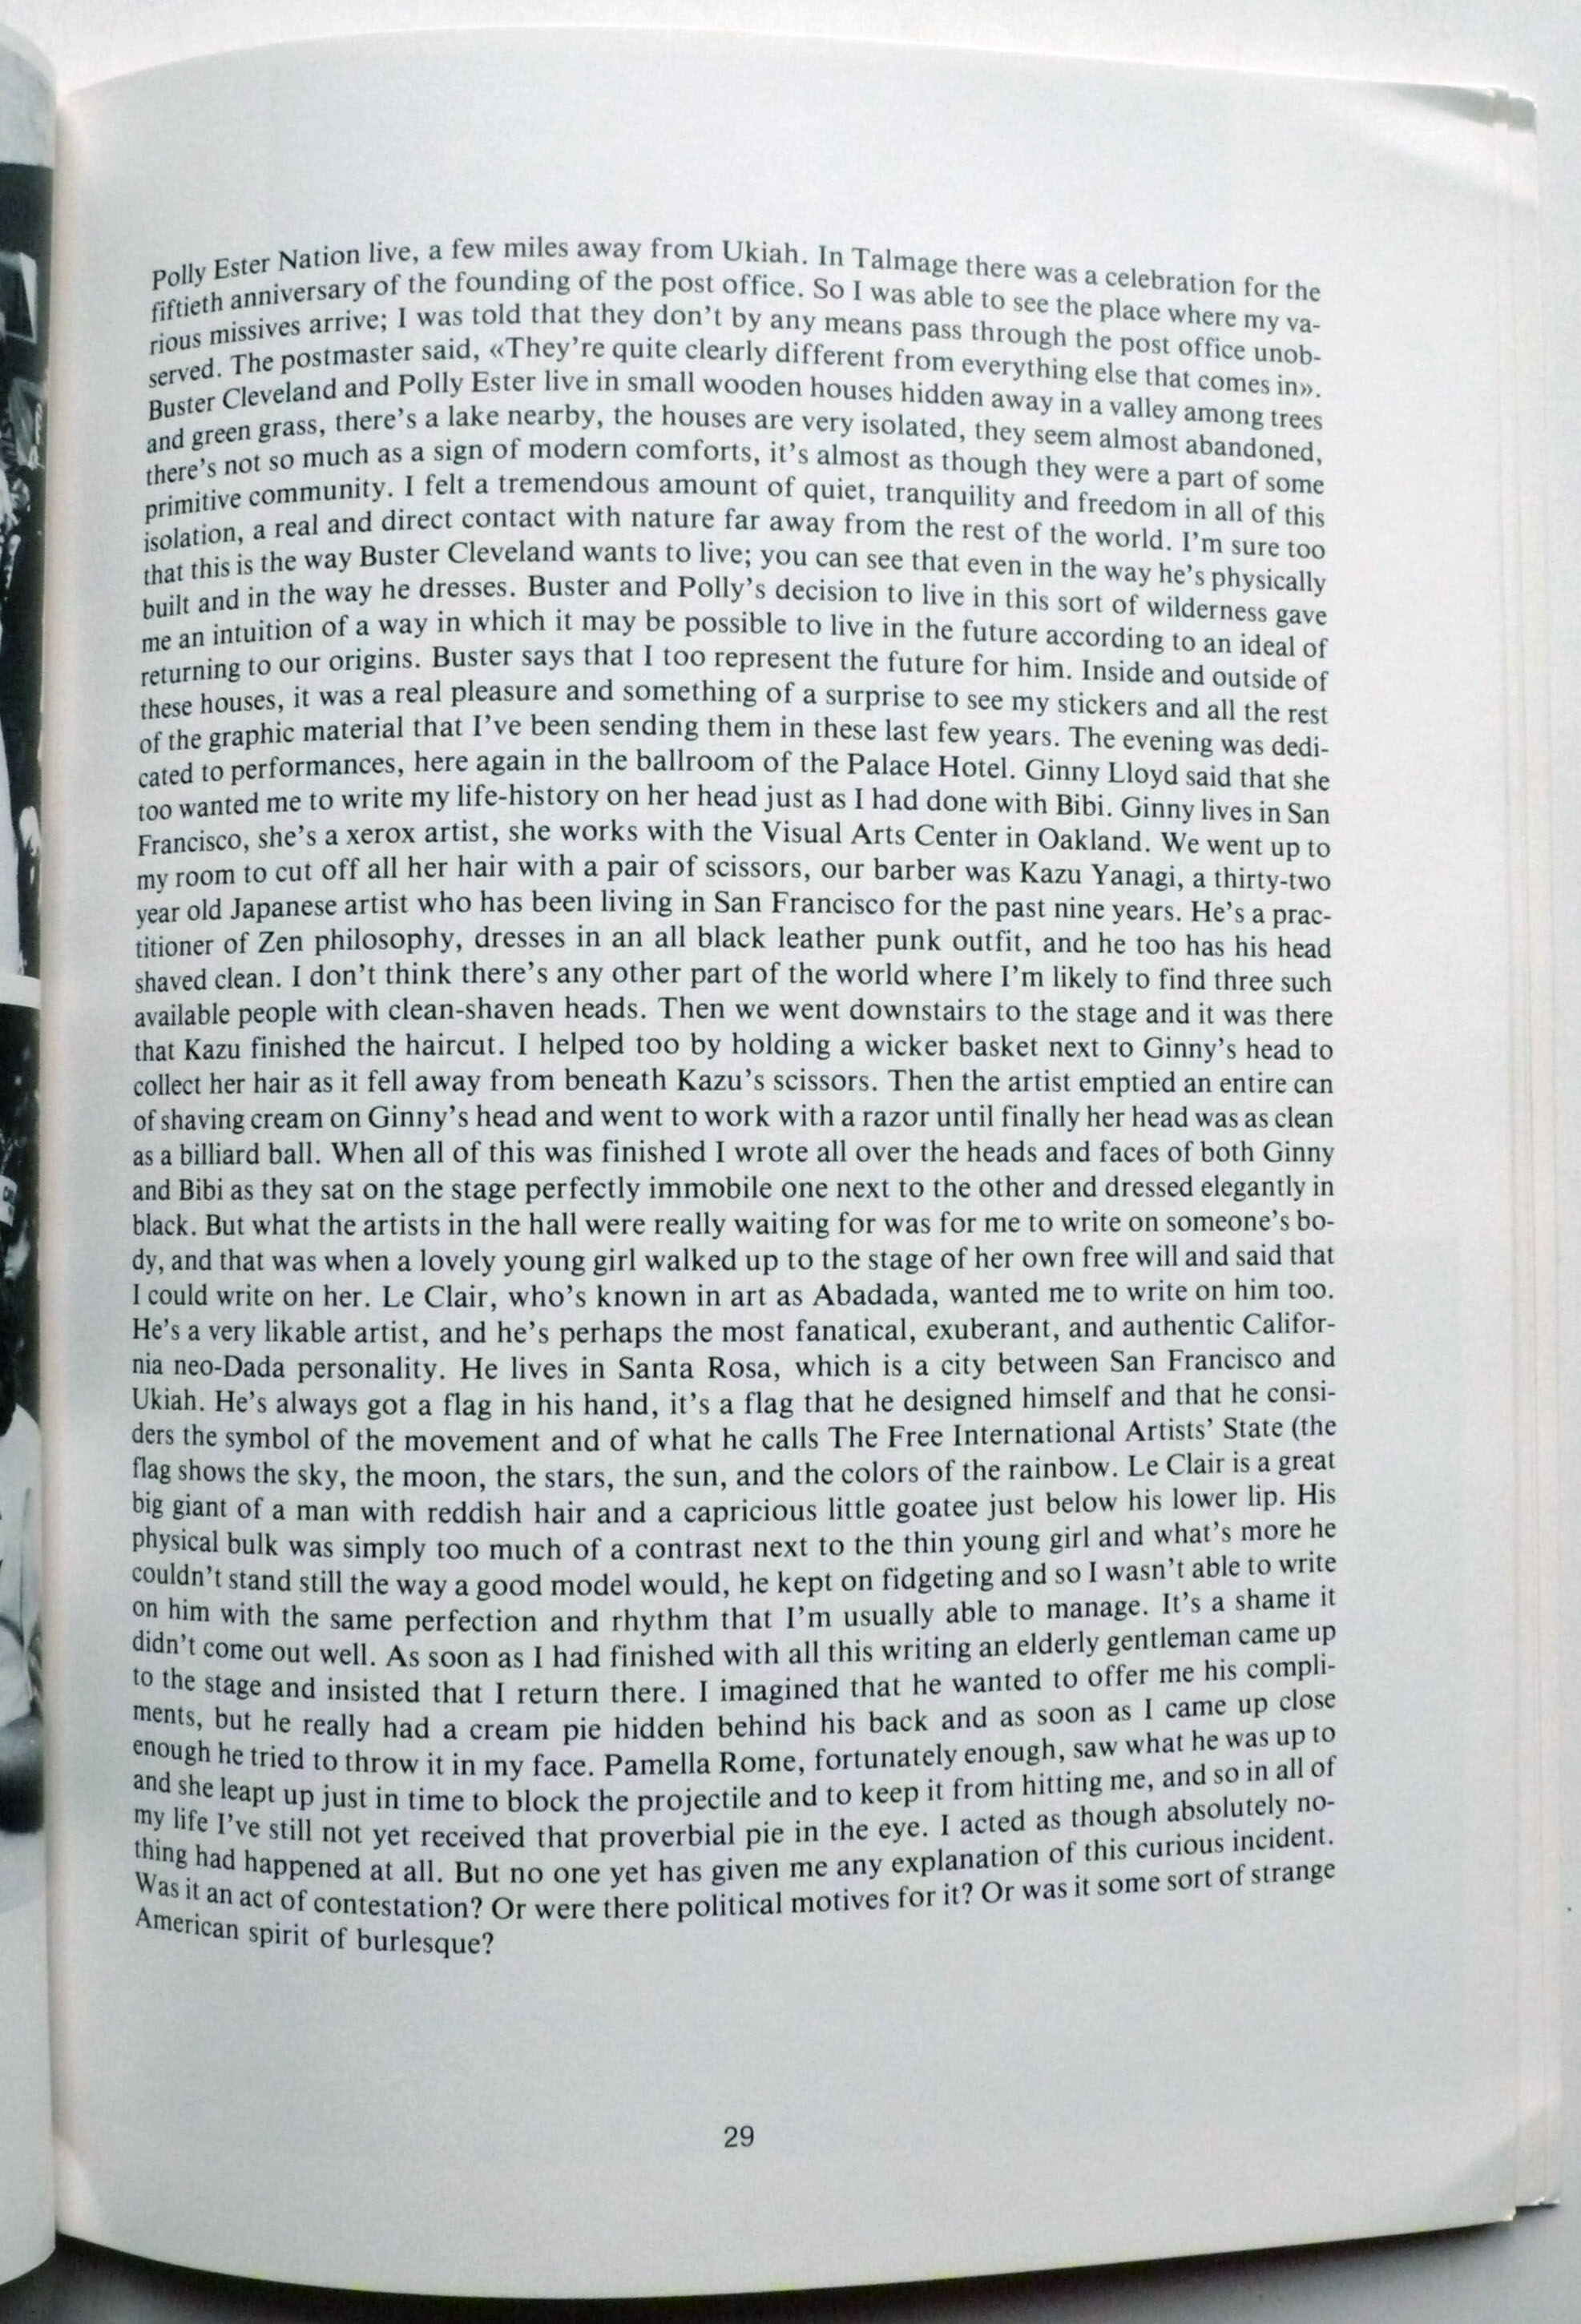 Polly Ester Nation live, a few miles away from Ukiah. In Talmage there was a celebration for the
fiftieth anniversary of the founding of the post office. So I was able to see the place where my va-
rious missives arrive; I was told that they don't by any means pass through the post office unob-
served. The postmaster said, «They're quite clearly different from everything else that comes in».
Buster Cleveland and Polly Ester live in small wooden houses hidden away in a valley among trees
and green grass, there's a lake nearby, the houses are very isolated, they seem almost abandoned,
there's not so much as a sign of modern comforts, it's almost as though they were a part of some
primitive community. I felt a tremendous amount of quiet, tranquility and freedom in all of this
isolation, a real and direct contact with nature far away from the rest of the world. I'm sure too
that this is the way Buster Cleveland wants to live; you can see that even in the way he's physically
built and in the way he dresses. Buster and Polly's decision to live in this sort of wilderness gave
me an intuition of a way in which it may be possible to live in the future according to an ideal of
returning to our origins. Buster says that I too represent the future for him. Inside and outside of
these houses, it was a real pleasure and something of a surprise to see my stickers and all the rest
of the graphic material that I've been sending them in these last few years. The evening was dedi-
cated to performances, here again in the ballroom of the Palace Hotel. Ginny Lloyd said that she
too wanted me to write my life-history on her head just as I had done with Bibi. Ginny lives in San
Francisco, she's a xerox artist, she works with the Visual Arts Center in Oakland. We went up to
my room to cut off all her hair with a pair of scissors, our barber was Kazu Yanagi, a thirty-two
year old Japanese artist who has been living in San Francisco for the past nine years. He's a prac-
titioner of Zen philosophy, dresses in an all black leather punk outfit, and he too has his head
shaved clean. I don't think there's any other part of the world where I'm likely to find three such
available people with clean-shaven heads. Then we went downstairs to the stage and it was there
that Kazu finished the haircut. I helped too by holding a wicker basket next to Ginny's head to
collect her hair as it fell away from beneath Kazu's scissors. Then the artist emptied an entire can
of shaving cream on Ginny's head and went to work with a razor until finally her head was as clean
as a billiard ball. When all of this was finished I wrote all over the heads and faces of both Ginny
and Bibi as they sat on the stage perfectly immobile one next to the other and dressed elegantly in
black. But what the artists in the hall were really waiting for was for me to write on someone's bo-
dy, and that was when a lovely young girl walked up to the stage of her own free will and said that
I could write on her. Le Clair, who's known in art as Abadada, wanted me to write on him too.
He's a very likable artist, and he's perhaps the most fanatical, exuberant, and authentic Califor-
nia neo-Dada personality. He lives in Santa Rosa, which is a city between San Francisco and
Ukiah. He's always got a flag in his hand, it's a flag that he designed himself and that he consi-
ders the symbol of the movement and of what he calls The Free International Artists' State (the
flag shows the sky, the moon, the stars, the sun, and the colors of the rainbow. Le Clair is a great
big giant of a man with reddish hair and a capricious little goatee just below his lower lip. His
physical bulk was simply too much of a contrast next to the thin young girl and what's more he
couldn't stand still the way a good model would, he kept on fidgeting and so I wasn't able to write
on him with the same perfection and rhythm that I'm usually able to manage. It's a shame it
didn't come out well. As soon as I had finished with all this writing an elderly gentleman came up
to the stage and insisted that I return there. I imagined that he wanted to offer me his compli-
ments, but he really had a cream pie hidden behind his back and as soon as I came up close
enough he tried to throw it in my face. Pamella Rome, fortunately enough, saw what he was up to
and she leapt up just in time to block the projectile and to keep it from hitting me, and so in all of
my life I've still not yet received that proverbial pie in the eye. I acted as though absolutely no-
thing had happened at all. But no one yet has given me any explanation of this curious incident.
Was it an act of contestation? Or were there political motives for it? Or was it some sort of strange
American spirit of burlesque?
29